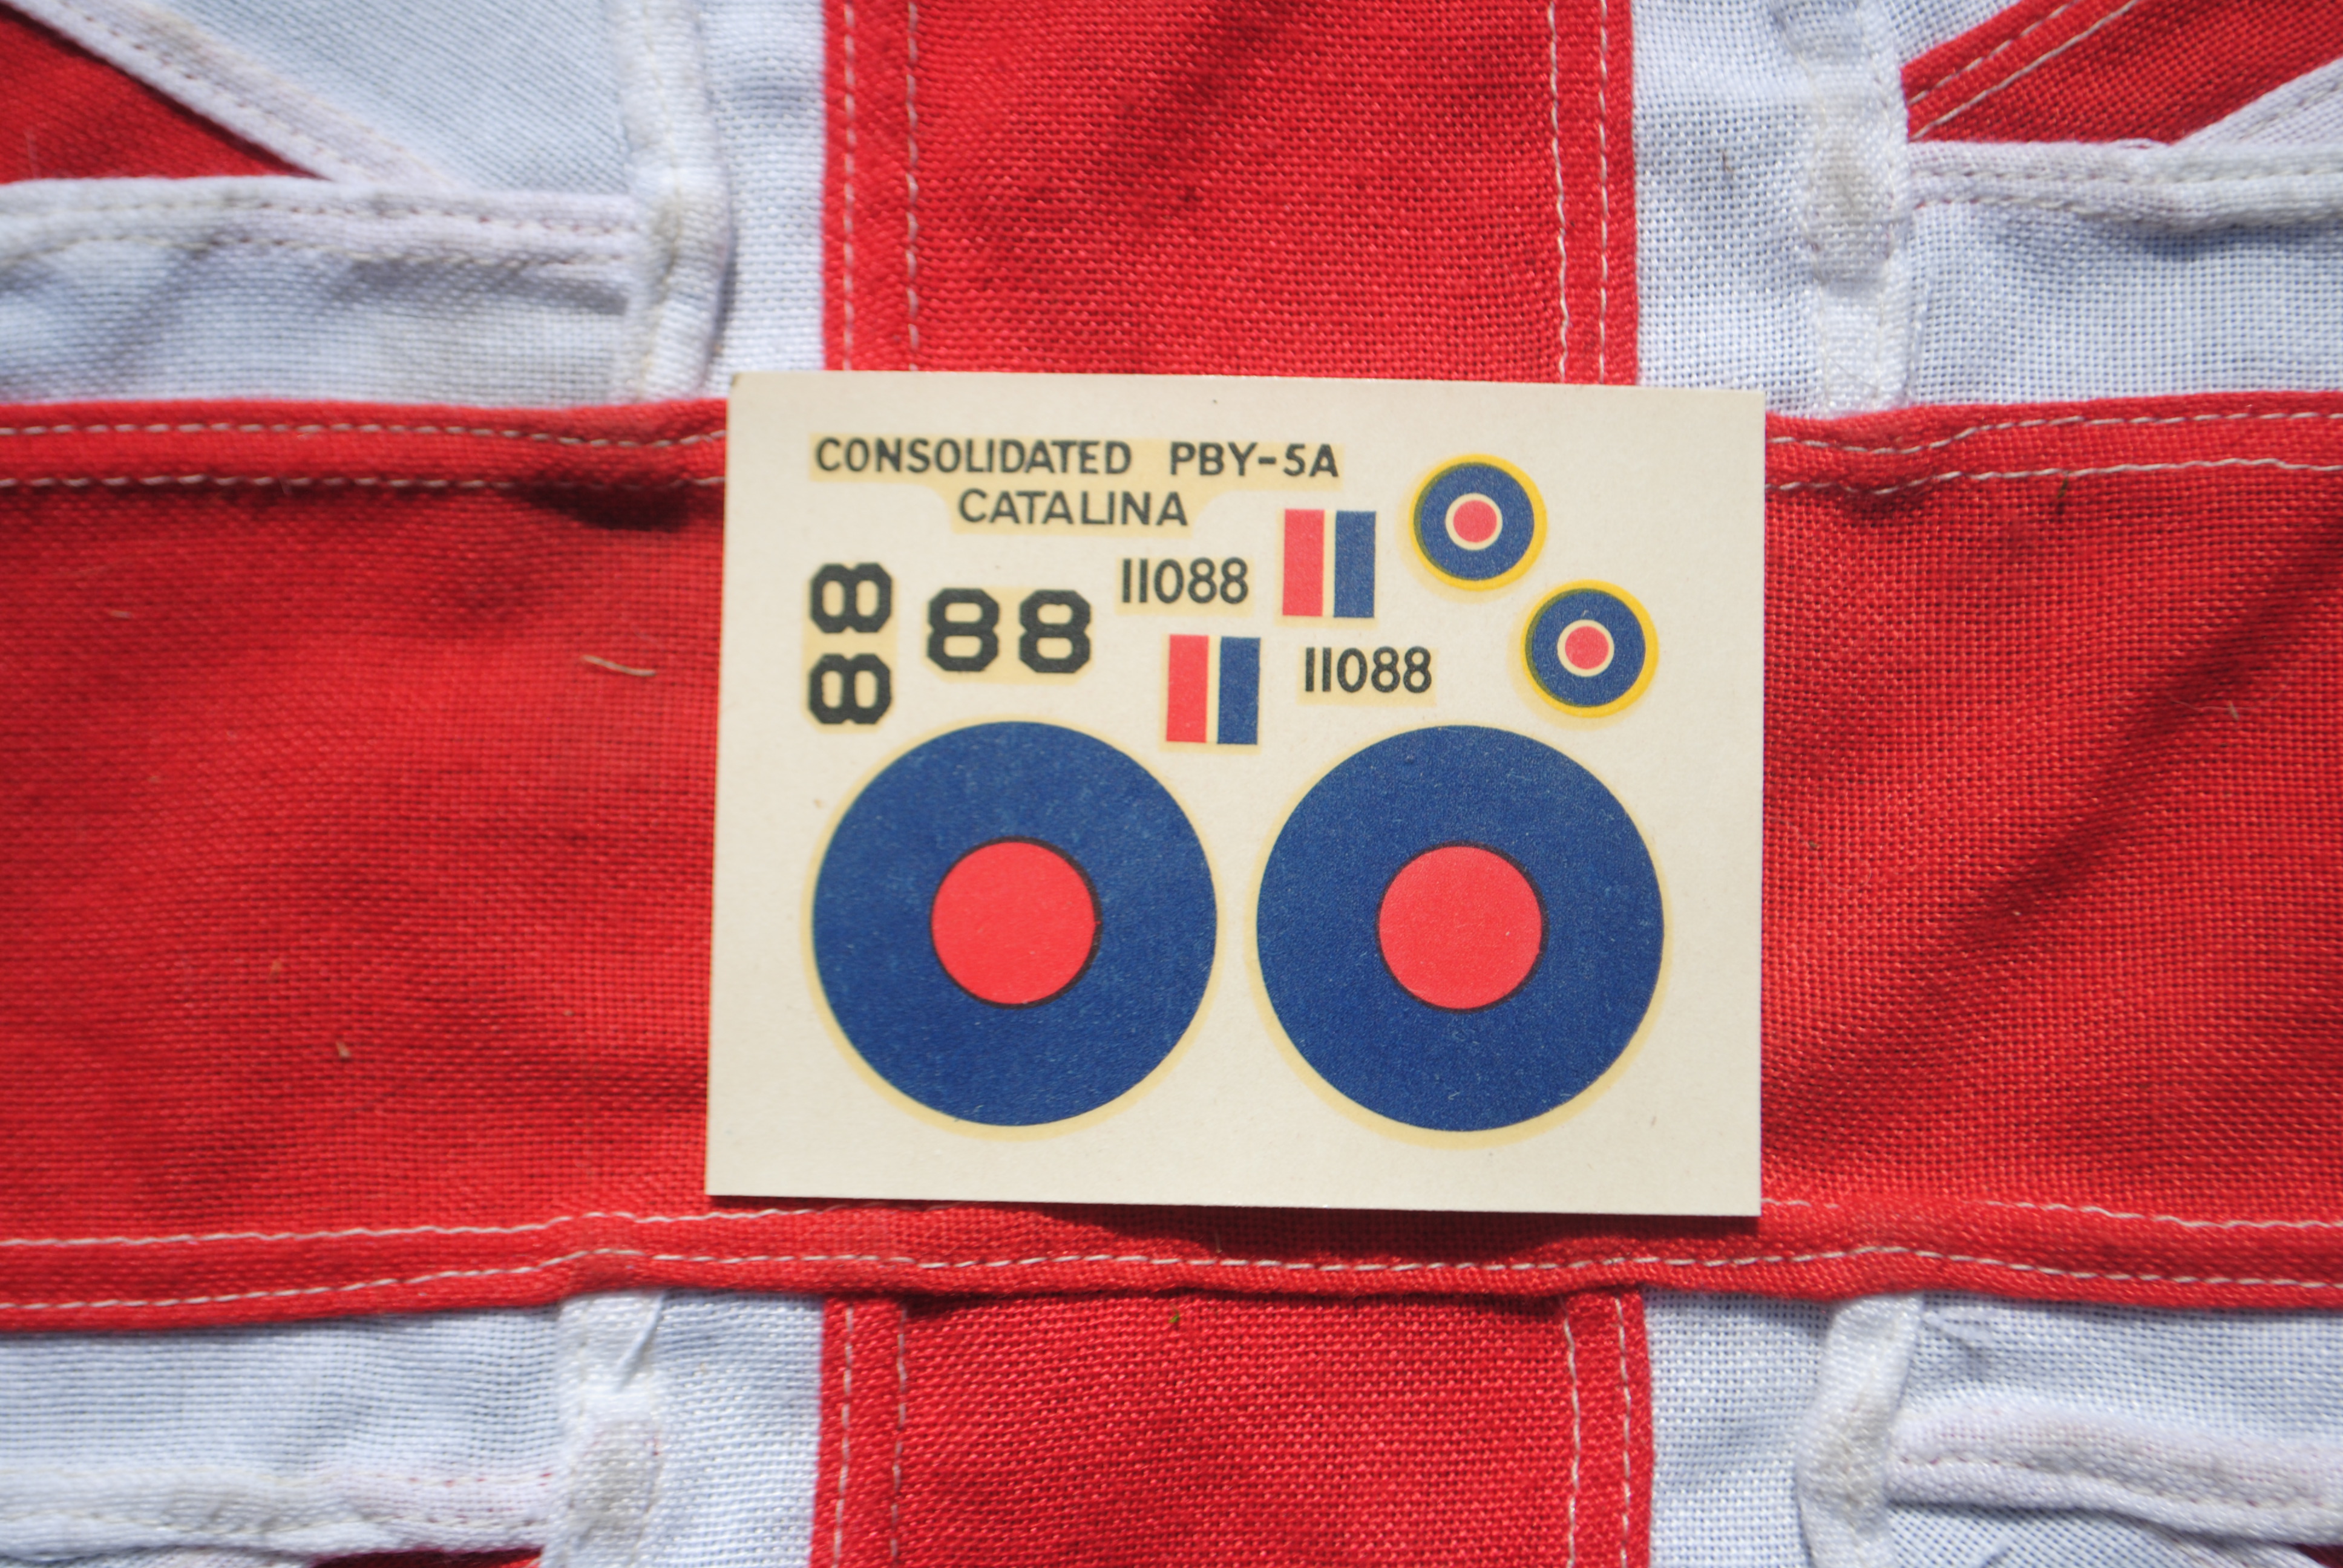 CONSOLIDATED PBY-5A
CATALINA
11088
88
88
11088